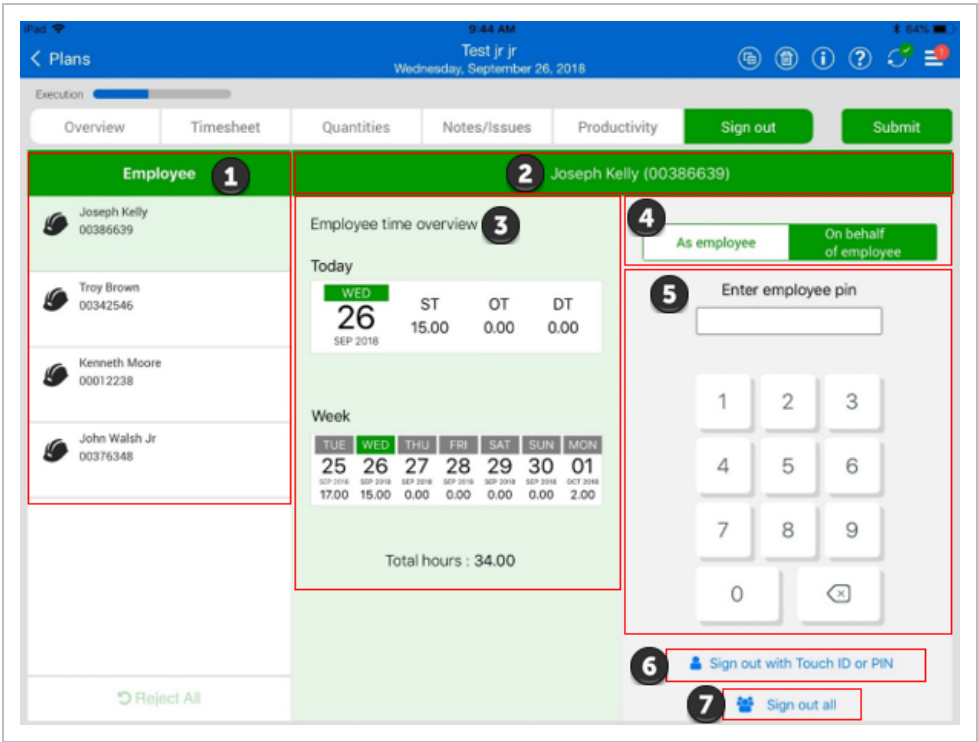 iPad 9:44 AM 64%
Plans
Test jr jr
Wednesday, September 26, 2018
1
Execution
Overview Timesheet Quantities Notes/Issues Productivity Sign out Submit
Employee 1
2 Joseph Kelly (00386639)
Joseph Kelly
00386639
Troy Brown
00342546
Kenneth Moore
00012238
John Walsh Jr
00376348
Reject All
Employee time overview 3
Today
WED
26
SEP 2018
ST OT DT
15.00 0.00 0.00
Week
TUE WED THU FRI SAT SUN MON
25 26 27 28 29 30 01
SEP 2018 SEP 2018 SEP 2018 SEP 2018 SEP 2018 SEP 2018 OCT 2018
17.00 15.00 0.00 0.00 0.00 0.00 2.00
Total hours : 34.00
4
As employee
On behalf
of employee
5 Enter employee pin
1 2 3
4 5 6
7 8 9
0
6 Sign out with Touch ID or PIN
7 Sign out all